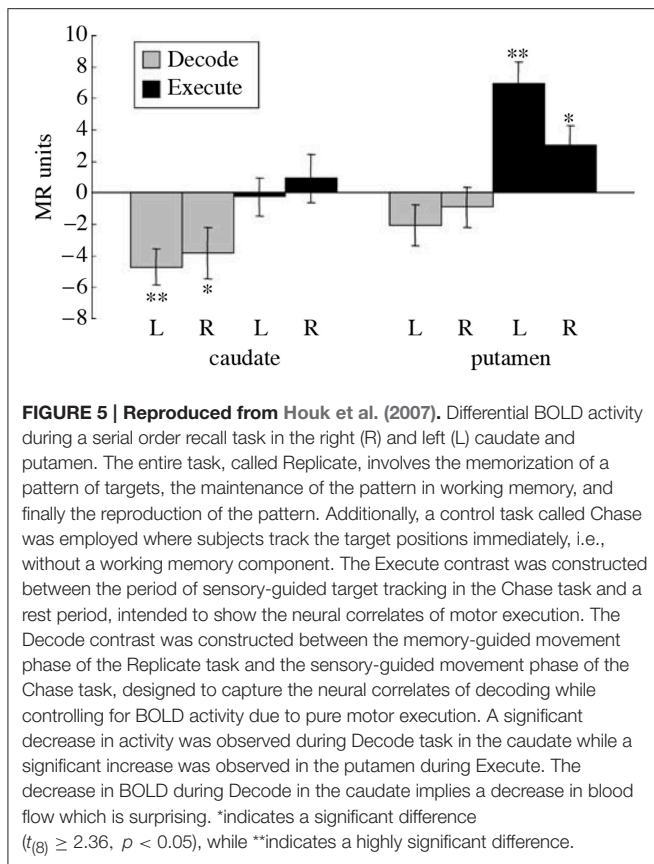 10
8
6
4
2
0
−2
−4
−6
−8
MR units
Decode
Execute
** *
** *
L R L R L R L R
caudate putamen
FIGURE 5 | Reproduced from Houk et al. (2007). Differential BOLD activity
during a serial order recall task in the right (R) and left (L) caudate and
putamen. The entire task, called Replicate, involves the memorization of a
pattern of targets, the maintenance of the pattern in working memory, and
finally the reproduction of the pattern. Additionally, a control task called Chase
was employed where subjects track the target positions immediately, i.e.,
without a working memory component. The Execute contrast was constructed
between the period of sensory-guided target tracking in the Chase task and a
rest period, intended to show the neural correlates of motor execution. The
Decode contrast was constructed between the memory-guided movement
phase of the Replicate task and the sensory-guided movement phase of the
Chase task, designed to capture the neural correlates of decoding while
controlling for BOLD activity due to pure motor execution. A significant
decrease in activity was observed during Decode task in the caudate while a
significant increase was observed in the putamen during Execute. The
decrease in BOLD during Decode in the caudate implies a decrease in blood
flow which is surprising. *indicates a significant difference
(t(8) ≥ 2.36, p < 0.05), while **indicates a highly significant difference.